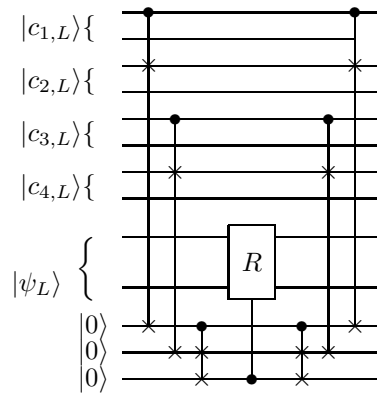 |c₁,L⟩{
|c₂,L⟩{
|c₃,L⟩{
|c₄,L⟩{
R
|ψL⟩ {
|0⟩
|0⟩
|0⟩